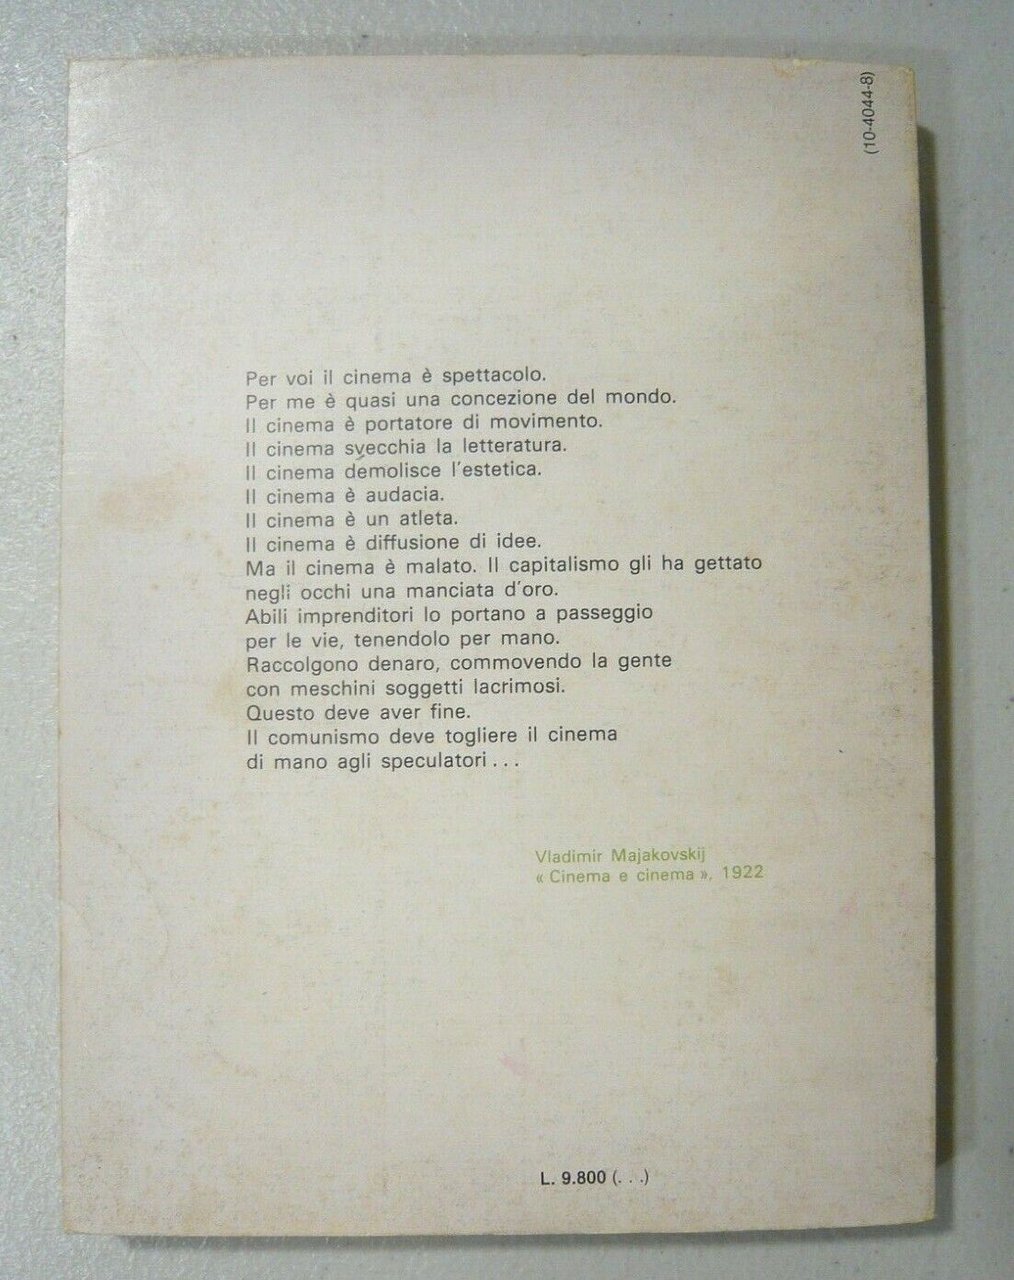 (10-4044-8)
Per voi il cinema è spettacolo.
Per me è quasi una concezione del mondo.
Il cinema è portatore di movimento.
Il cinema svecchia la letteratura.
Il cinema demolisce l'estetica.
Il cinema è audacia.
Il cinema è un atleta.
Il cinema è diffusione di idee.
Ma il cinema è malato. Il capitalismo gli ha gettato
negli occhi una manciata d'oro.
Abili imprenditori lo portano a passeggio
per le vie, tenendolo per mano.
Raccolgono denaro, commovendo la gente
con meschini soggetti lacrimosi.
Questo deve aver fine.
Il comunismo deve togliere il cinema
di mano agli speculatori...
Vladimir Majakovskij
« Cinema e cinema », 1922
L. 9.800 (. . .)